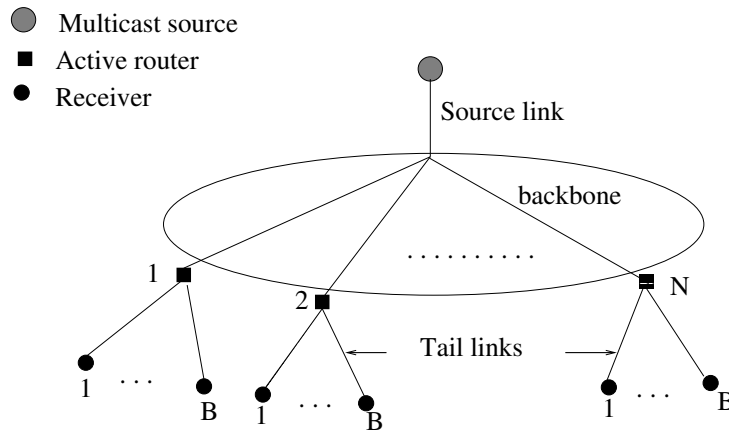 Multicast source
Active router
Receiver
Source link
backbone
..........
1
2
N
Tail links
1
...
B
1
...
B
1
...
B